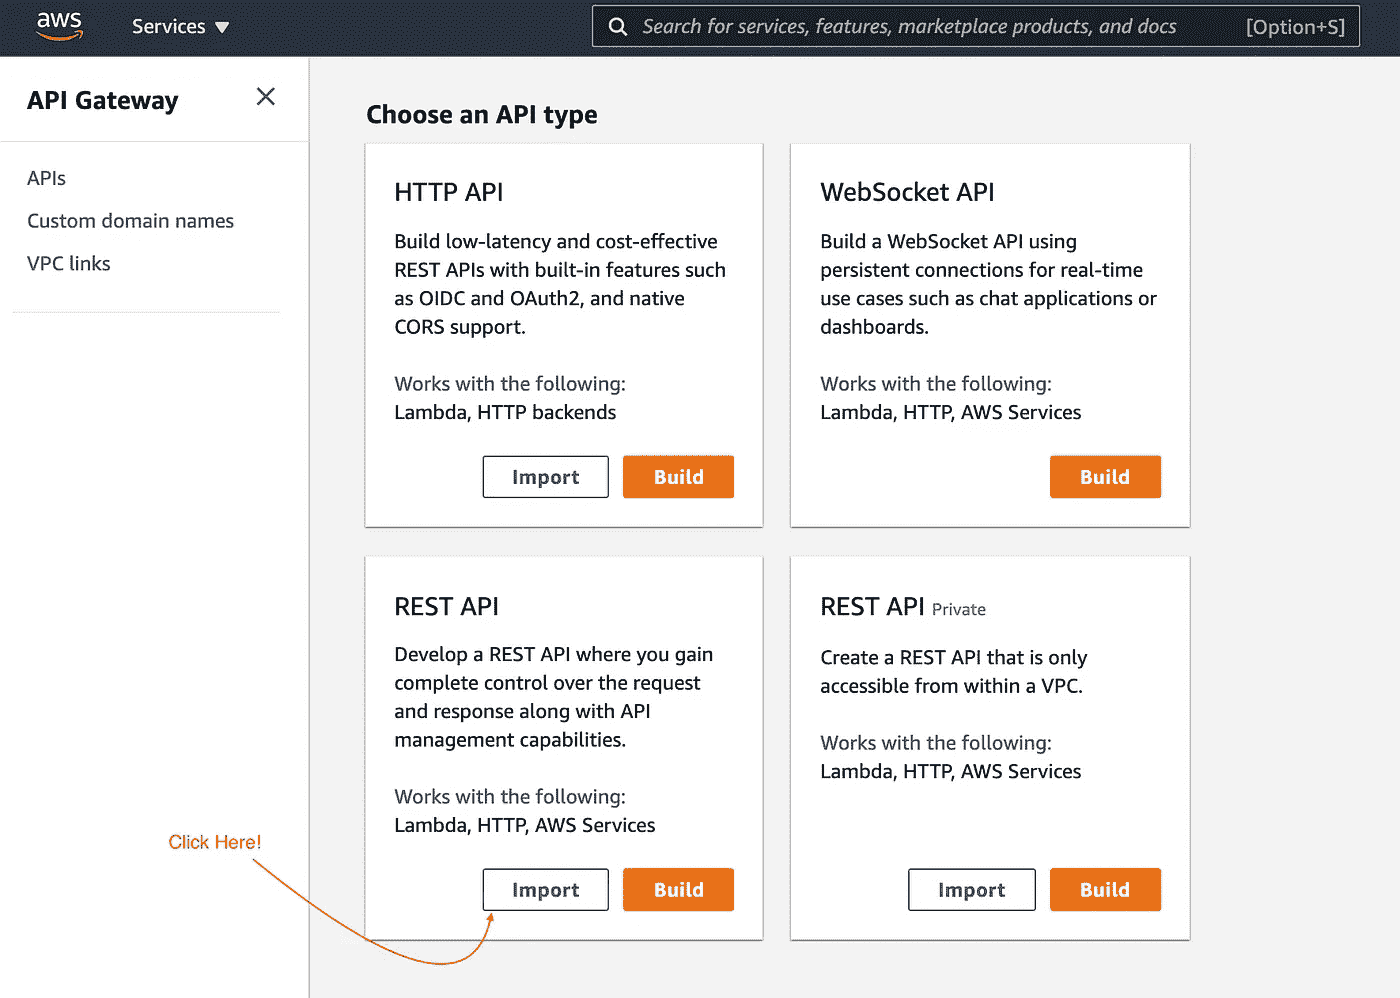 aws
Services ▼
Search for services, features, marketplace products, and docs
[Option+S]
API Gateway
APIs
Custom domain names
VPC links
Choose an API type
HTTP API
Build low-latency and cost-effective
REST APIs with built-in features such
as OIDC and OAuth2, and native
CORS support.
Works with the following:
Lambda, HTTP backends
Import
Build
WebSocket API
Build a WebSocket API using
persistent connections for real-time
use cases such as chat applications or
dashboards.
Works with the following:
Lambda, HTTP, AWS Services
Build
REST API
Develop a REST API where you gain
complete control over the request
and response along with API
management capabilities.
Works with the following:
Lambda, HTTP, AWS Services
Click Here!
Import
Build
REST API Private
Create a REST API that is only
accessible from within a VPC.
Works with the following:
Lambda, HTTP, AWS Services
Import
Build